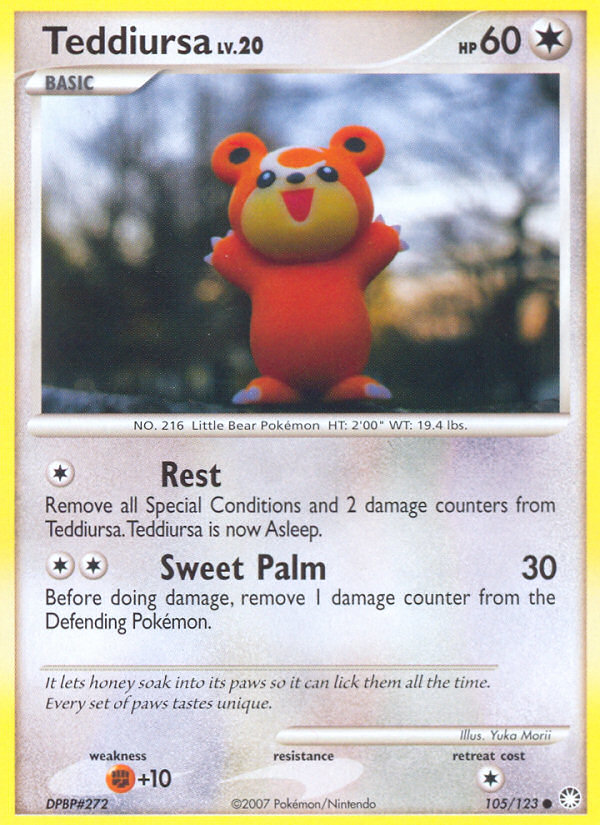 Teddiursa LV.20 HP 60
BASIC
NO. 216 Little Bear Pokémon HT: 2'00" WT: 19.4 lbs.
Rest
Remove all Special Conditions and 2 damage counters from
Teddiursa. Teddiursa is now Asleep.
Sweet Palm 30
Before doing damage, remove 1 damage counter from the
Defending Pokémon.
It lets honey soak into its paws so it can lick them all the time.
Every set of paws tastes unique.
Illus. Yuka Morii
weakness resistance retreat cost
+10
DPBP#272 ©2007 Pokémon/Nintendo 105/123